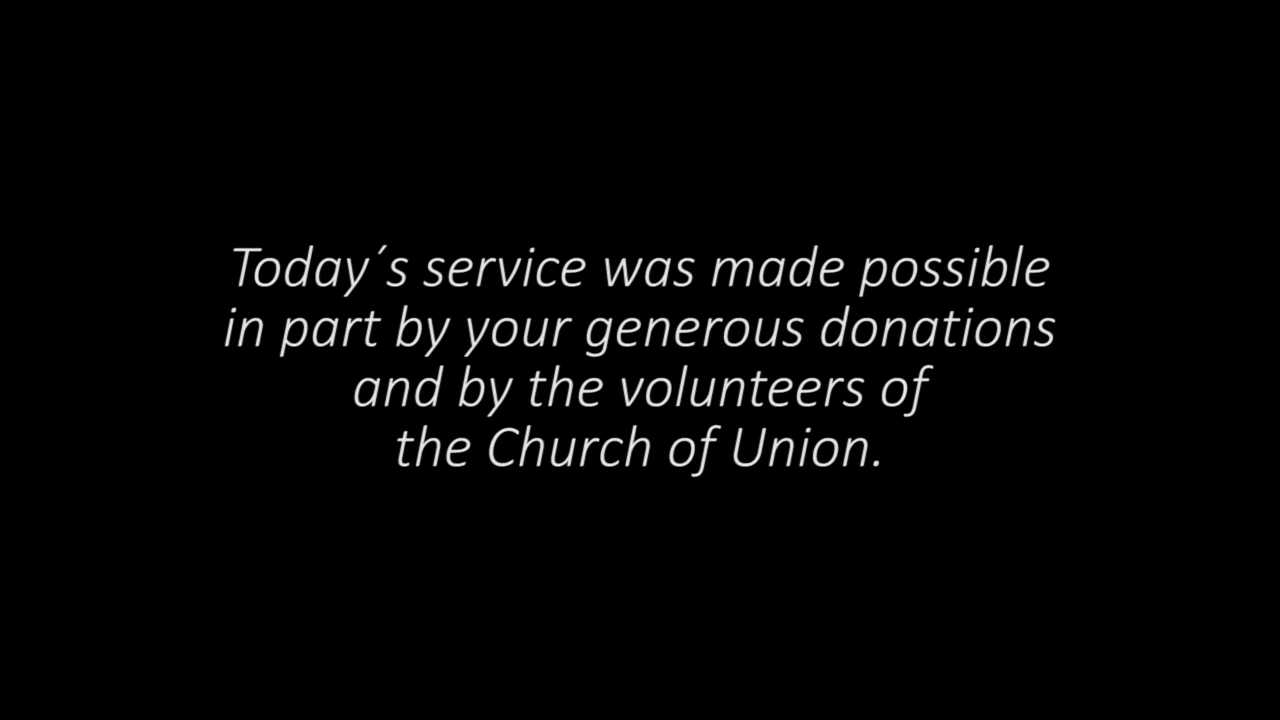 Today´s service was made possible
in part by your generous donations
and by the volunteers of
the Church of Union.